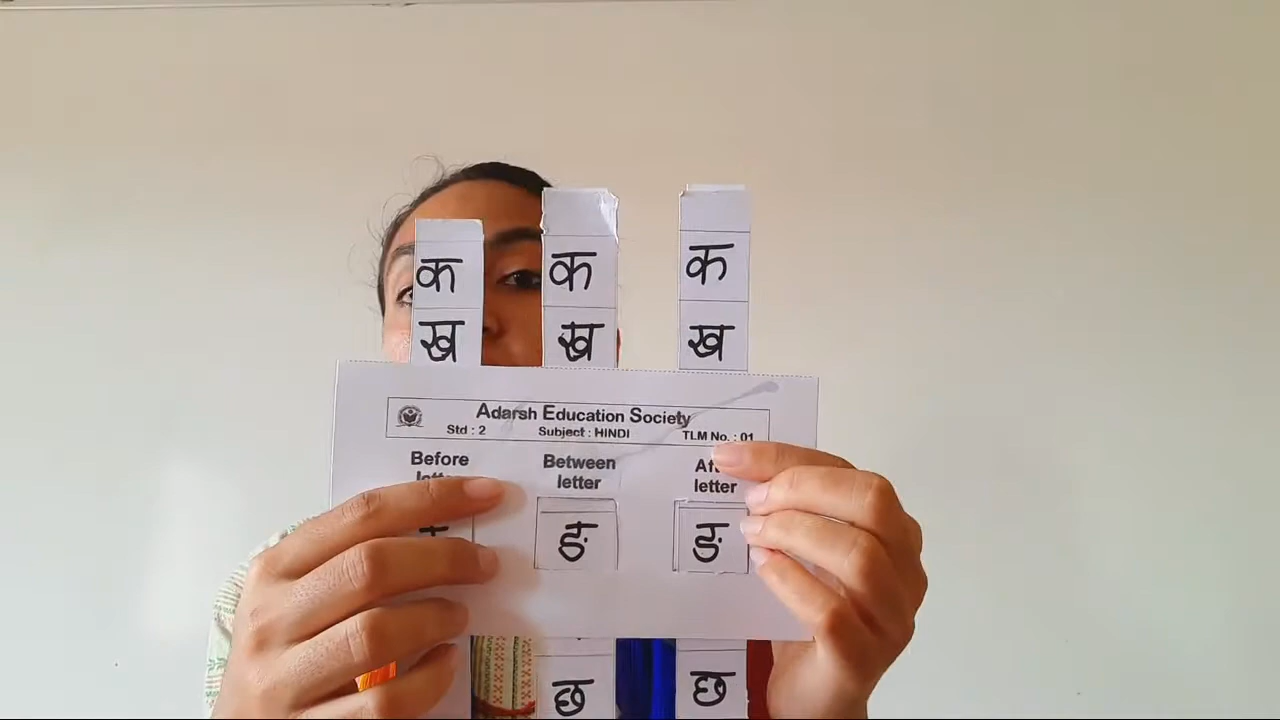 क क क
ख ख ख
Adarsh Education Society
Std : 2 Subject : HINDI TLM No. : 01
Before Between
letter letter
ङ ङ
छ छ